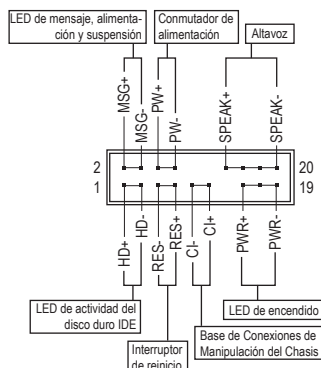 LED de mensaje, alimenta-
ción y suspensión
Conmutador de
alimentación
Altavoz
MSG+
MSG-
PW+
PW-
SPEAK+
SPEAK-
2
20
1
19
HD+
HD-
RES-
RES+
CI-
CI+
PWR+
PWR-
LED de actividad del
disco duro IDE
Interruptor
de reinicio
Base de Conexiones de
Manipulación del Chasis
LED de encendido